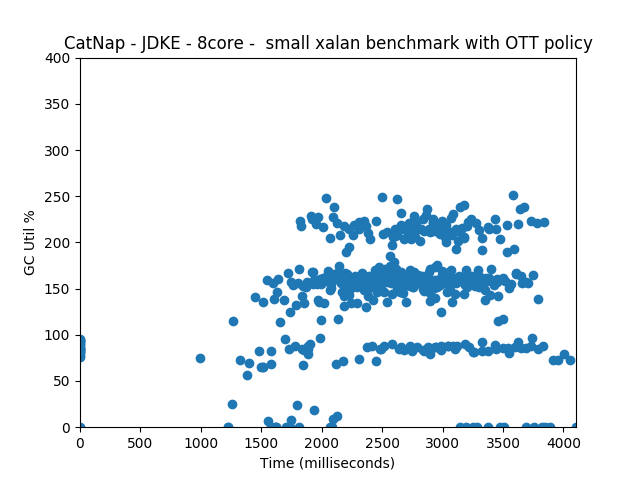 CatNap - JDKE - 8core -  small xalan benchmark with OTT policy
400
350
300
250
200
150
100
50
0
GC Util %
0 500 1000 1500 2000 2500 3000 3500 4000
Time (milliseconds)